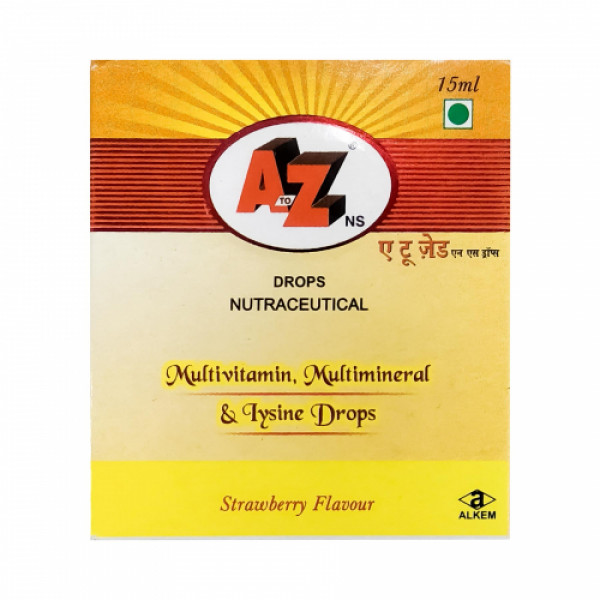 15ml
A TO Z NS
ए टू ज़ेड एन एस ड्रॉप्स
DROPS
NUTRACEUTICAL
Multivitamin, Multimineral
& lysine Drops
Strawberry Flavour
a
ALKEM